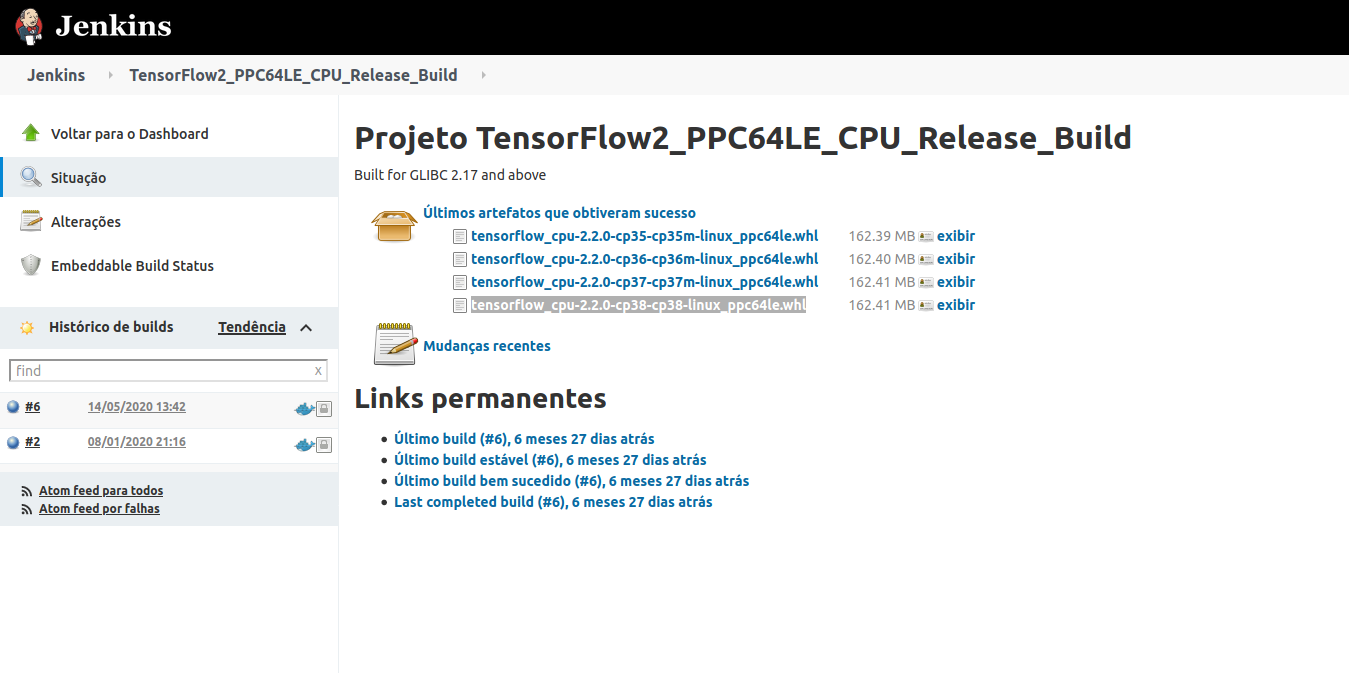 Jenkins
Jenkins TensorFlow2_PPC64LE_CPU_Release_Build
Voltar para o Dashboard
Situação
Alterações
Embeddable Build Status
Histórico de builds Tendência
find x
#6 14/05/2020 13:42
#2 08/01/2020 21:16
Atom feed para todos
Atom feed por falhas
Projeto TensorFlow2_PPC64LE_CPU_Release_Build
Built for GLIBC 2.17 and above
Últimos artefatos que obtiveram sucesso
tensorflow_cpu-2.2.0-cp35-cp35m-linux_ppc64le.whl 162.39 MB exibir
tensorflow_cpu-2.2.0-cp36-cp36m-linux_ppc64le.whl 162.40 MB exibir
tensorflow_cpu-2.2.0-cp37-cp37m-linux_ppc64le.whl 162.41 MB exibir
tensorflow_cpu-2.2.0-cp38-cp38-linux_ppc64le.whl 162.41 MB exibir
Mudanças recentes
Links permanentes
Último build (#6), 6 meses 27 dias atrás
Último build estável (#6), 6 meses 27 dias atrás
Último build bem sucedido (#6), 6 meses 27 dias atrás
Last completed build (#6), 6 meses 27 dias atrás